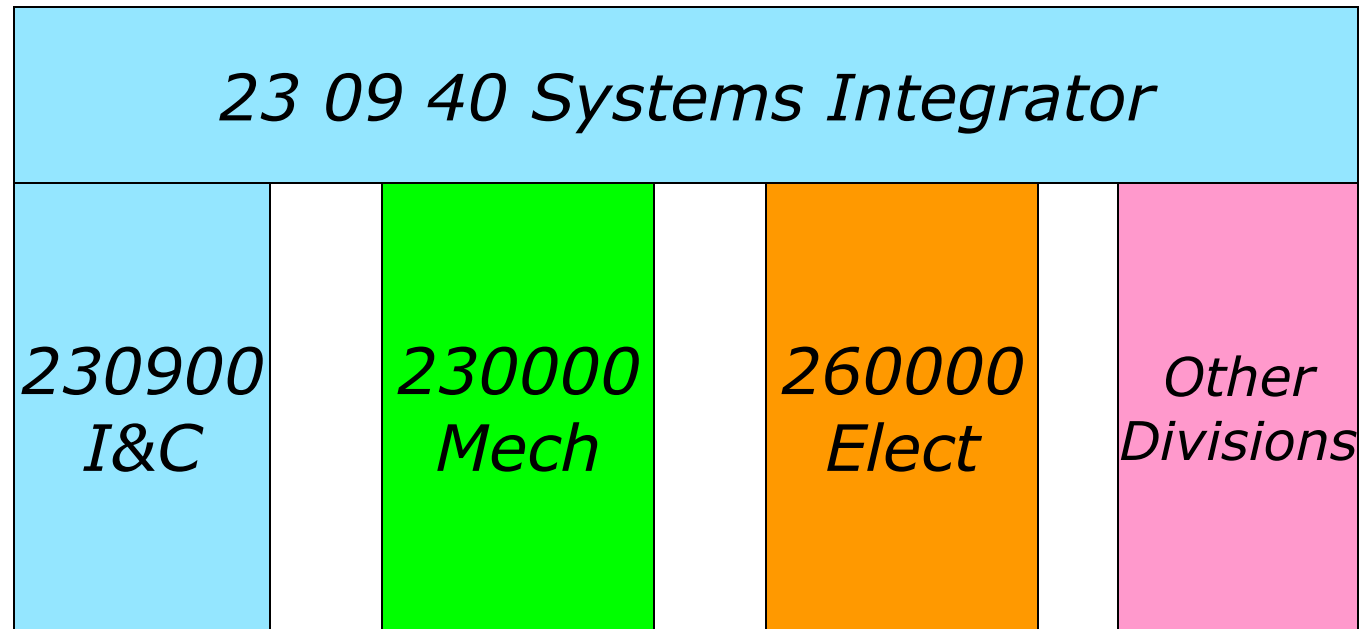 23 09 40 Systems Integrator
230900
I&C
230000
Mech
260000
Elect
Other
Divisions